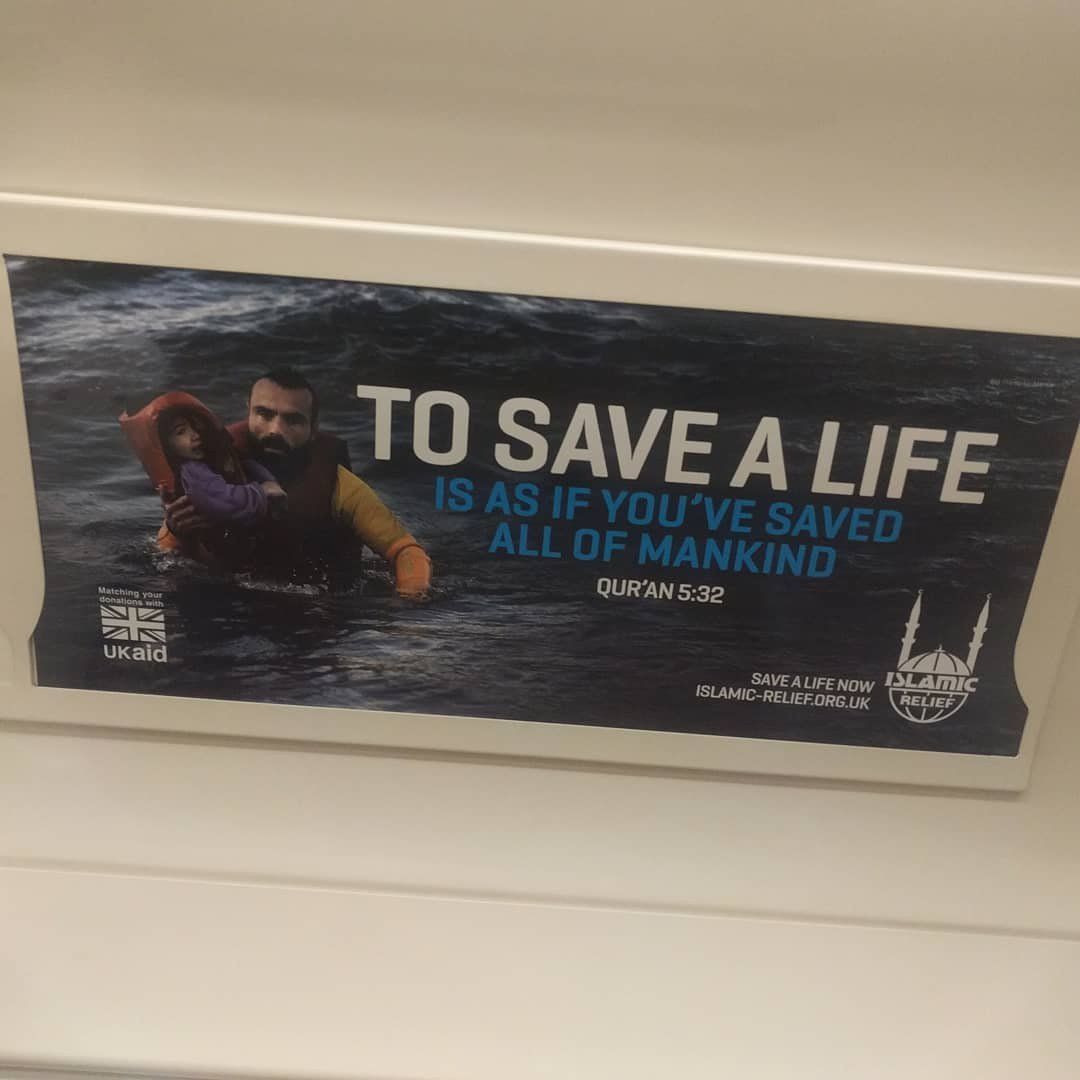 TO SAVE A LIFE
IS AS IF YOU'VE SAVED
ALL OF MANKIND
QUR'AN 5:32
Matching your
donations with
UKaid
SAVE A LIFE NOW
ISLAMIC-RELIEF.ORG.UK
ISLAMIC
RELIEF